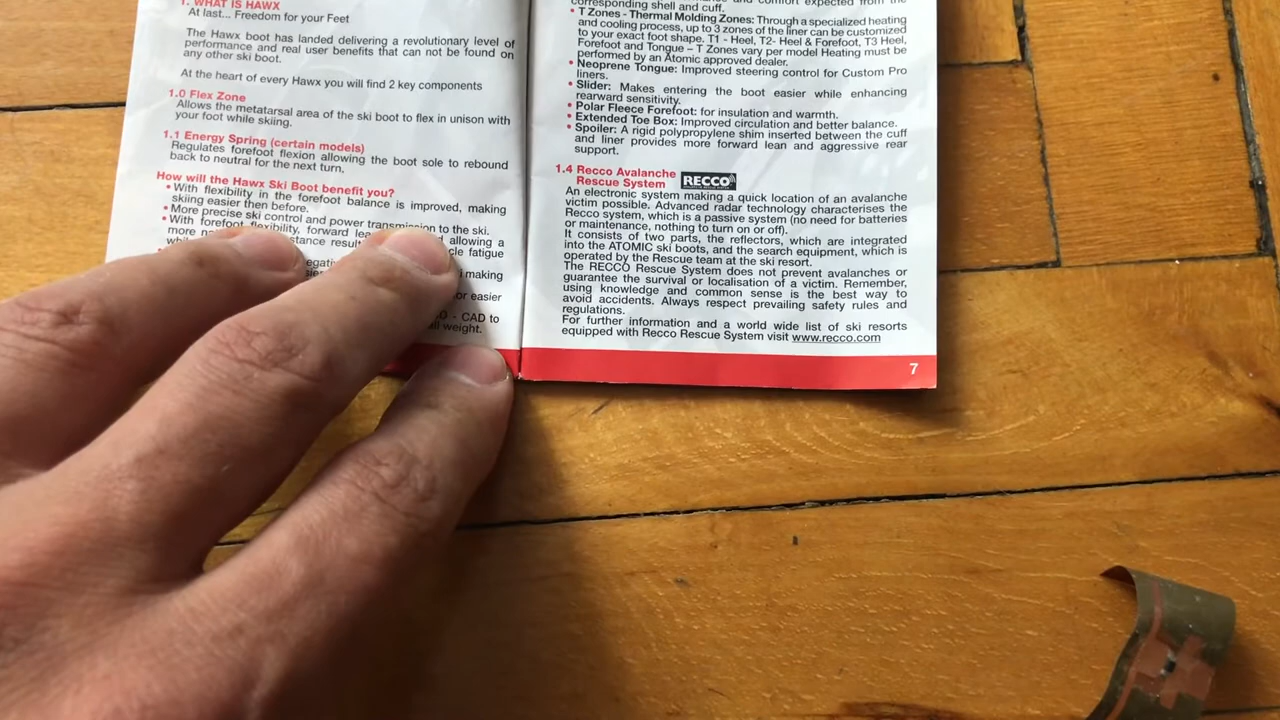 1. WHAT IS HAWX
At last... Freedom for your Feet
The Hawx boot has landed delivering a revolutionary level of
performance and real user benefits that can not be found on
any other ski boot.
At the heart of every Hawx you will find 2 key components
1.0 Flex Zone
Allows the metatarsal area of the ski boot to flex in unison with
your foot while skiing.
1.1 Energy Spring (certain models)
Regulates forefoot flexion allowing the boot sole to rebound
back to neutral for the next turn,
How will the Hawx Ski Boot benefit you?
• With flexibility in the forefoot balance is improved, making
skiing easier then before.
• More precise ski control and power transmission to the ski.
• With forefoot flexibility, forward allowing a
more fatigue
making
easier
- CAD to
weight.
and comfort expected from the
corresponding shell and cuff.
• T Zones - Thermal Molding Zones: Through a specialized heating
and cooling process, up to 3 zones of the liner can be customized
to your exact foot shape. T1 - Heel, T2- Heel & Forefoot, T3 Heel,
Forefoot and Tongue – T Zones vary per model Heating must be
performed by an Atomic approved dealer.
• Neoprene Tongue: Improved steering control for Custom Pro
liners.
• Slider: Makes entering the boot easier while enhancing
rearward sensitivity.
• Polar Fleece Forefoot: for insulation and warmth.
• Extended Toe Box: Improved circulation and better balance.
• Spoiler: A rigid polypropylene shim inserted between the cuff
and liner provides more forward lean and aggressive rear
support.
1.4 Recco Avalanche
Rescue System RECCO
An electronic system making a quick location of an avalanche
victim possible. Advanced radar technology characterises the
Recco system, which is a passive system (no need for batteries
or maintenance, nothing to turn on or off).
It consists of two parts, the reflectors, which are integrated
into the ATOMIC ski boots, and the search equipment, which is
operated by the Rescue team at the ski resort.
The RECCO Rescue System does not prevent avalanches or
guarantee the survival or localisation of a victim. Remember,
using knowledge and common sense is the best way to
avoid accidents. Always respect prevailing safety rules and
regulations.
For further information and a world wide list of ski resorts
equipped with Recco Rescue System visit www.recco.com
7